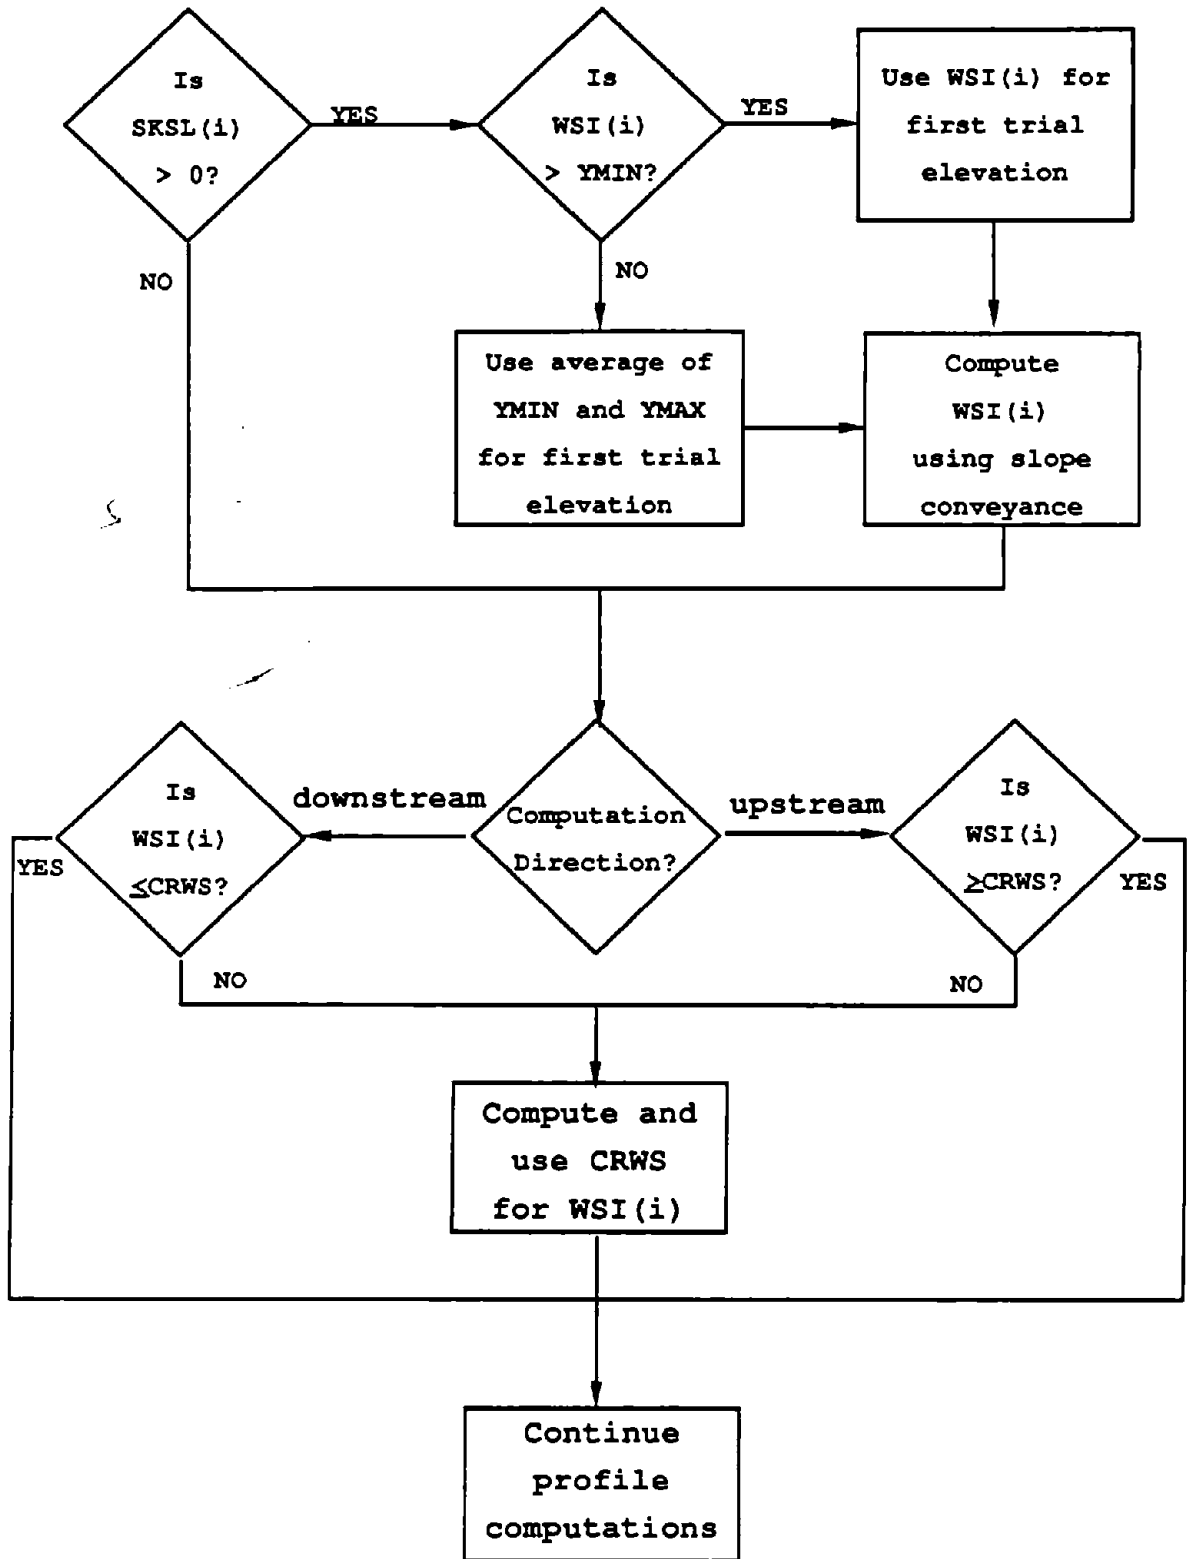 Is
SKSL(i)
> 0?
YES
Is
WSI(i)
> YMIN?
YES
Use WSI(i) for
first trial
elevation
NO
NO
Use average of
YMIN and YMAX
for first trial
elevation
Compute
WSI(i)
using slope
conveyance
Is
WSI(i)
≤CRWS?
downstream
Computation
Direction?
upstream
Is
WSI(i)
≥CRWS?
YES
YES
NO
NO
Compute and
use CRWS
for WSI(i)
Continue
profile
computations